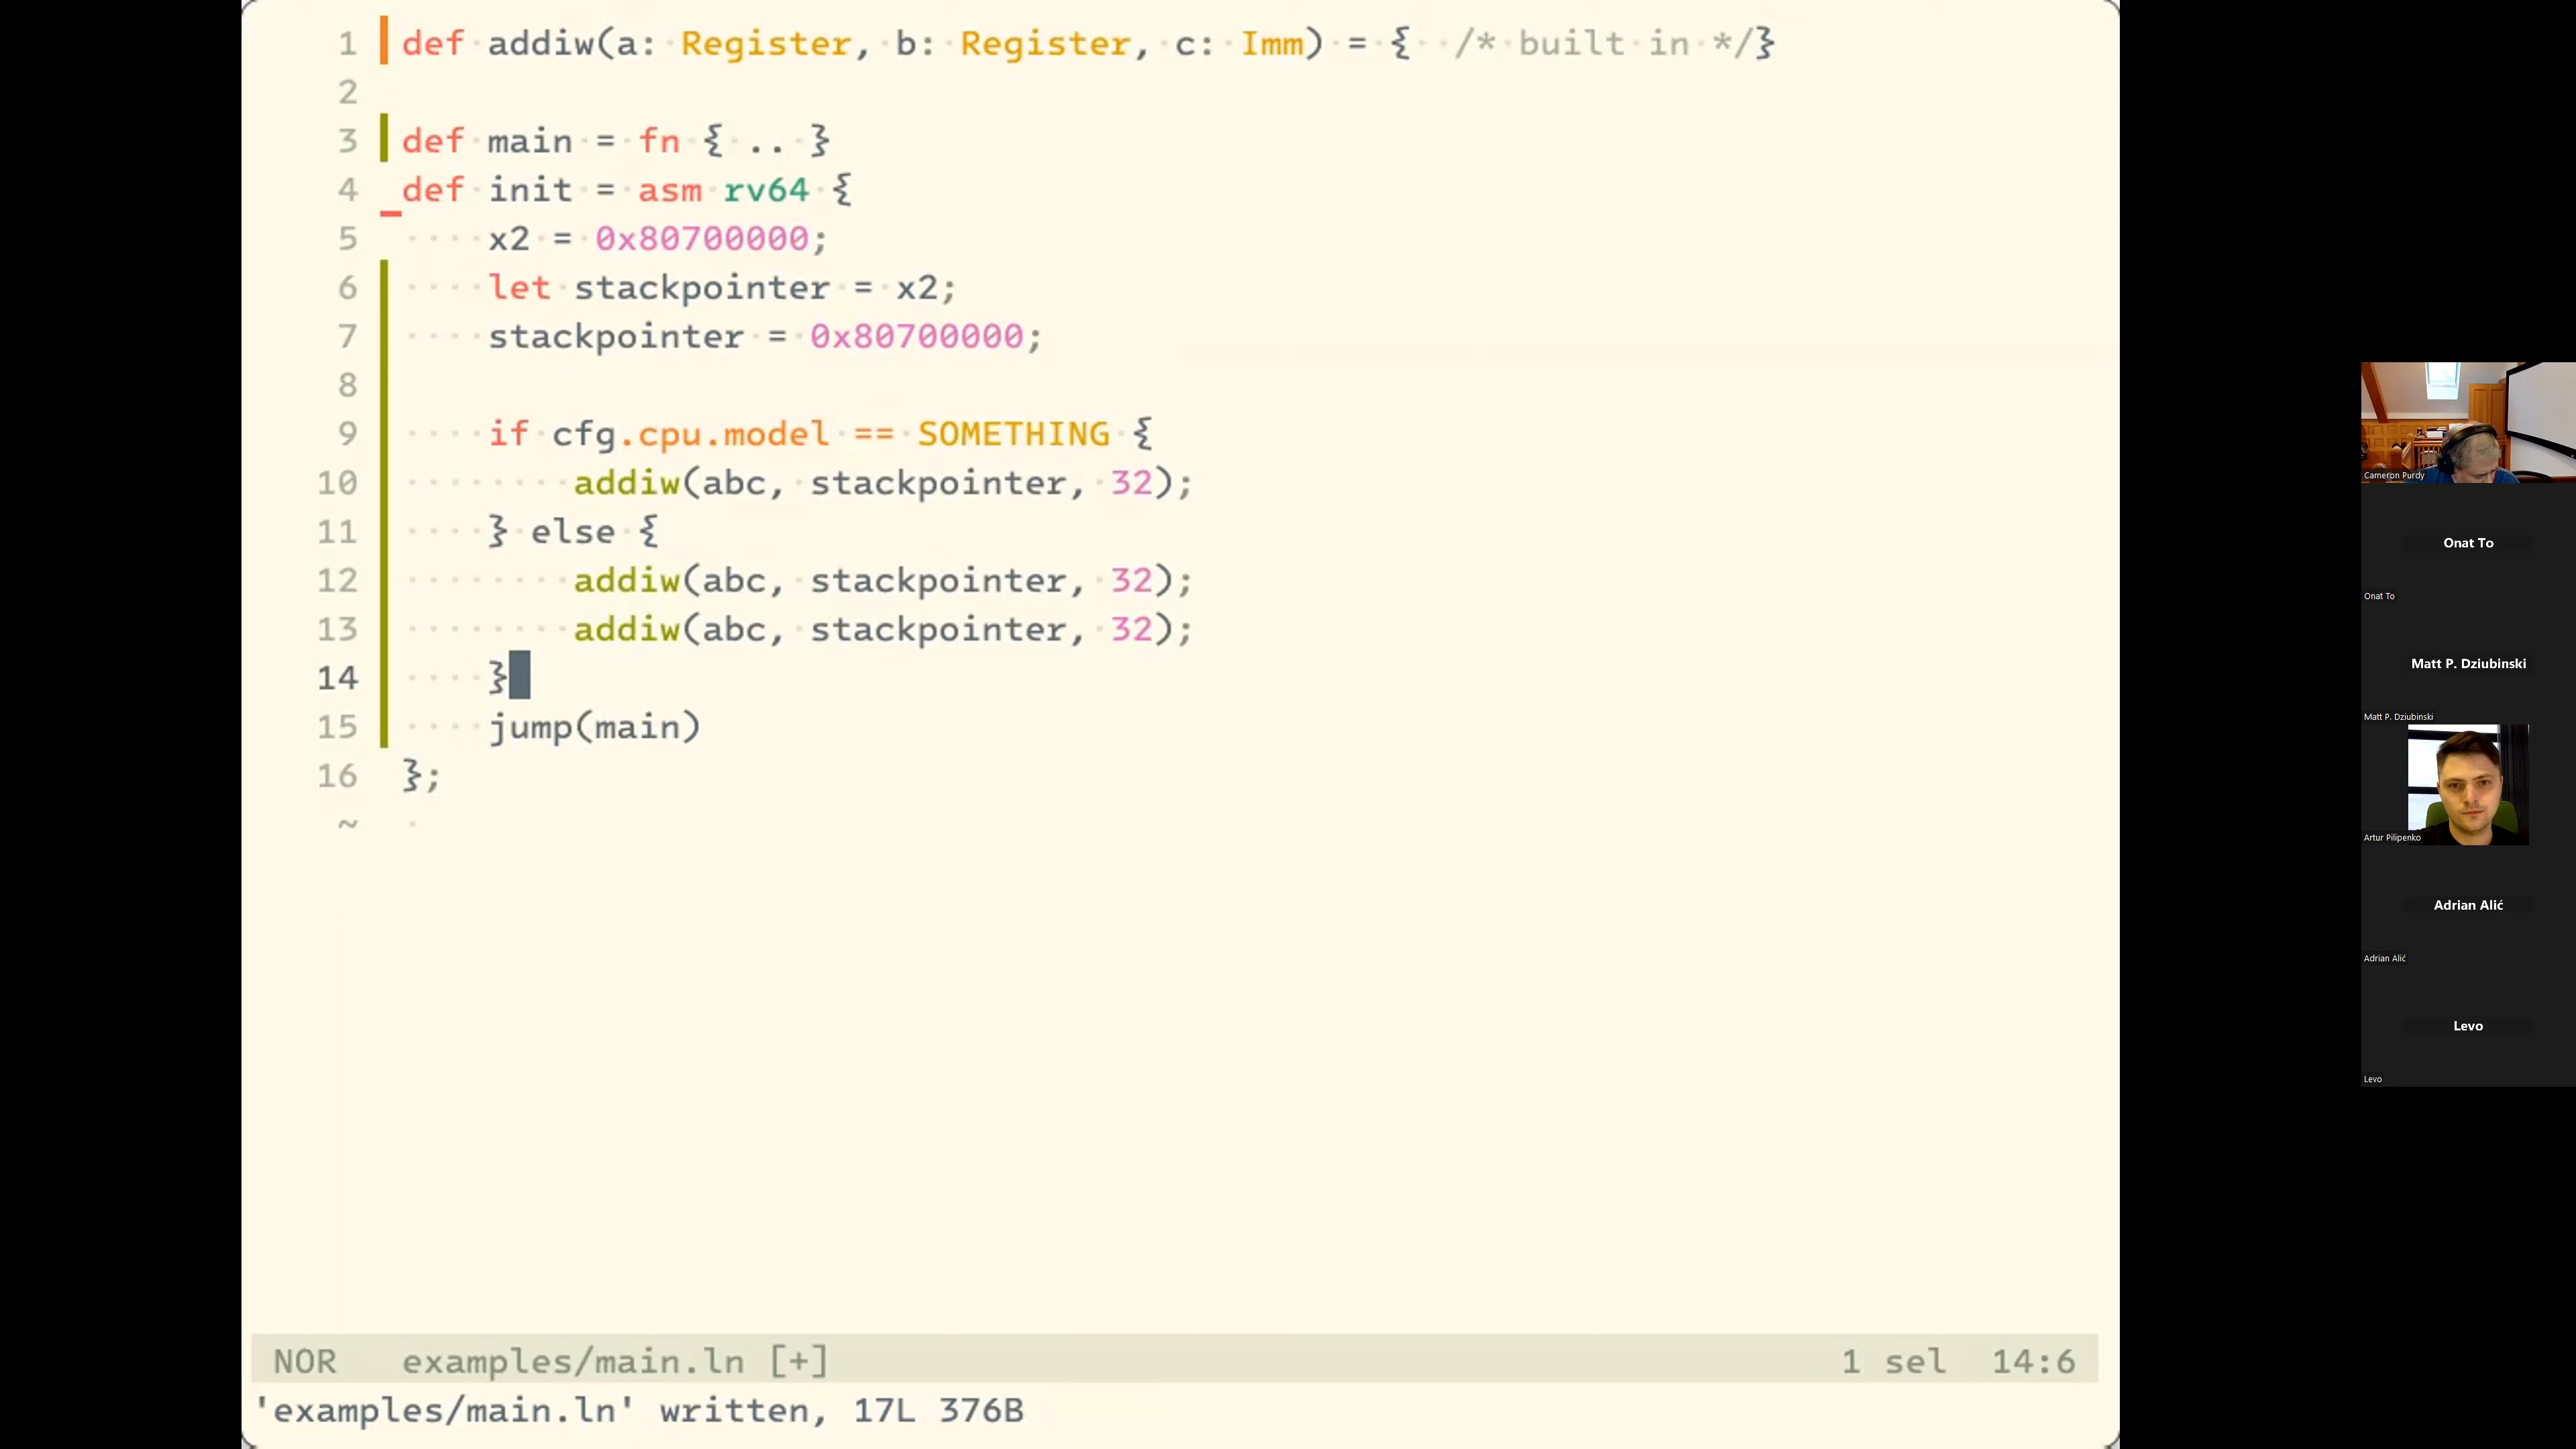 1 def addiw(a: Register, b: Register, c: Imm) = { /* built in */}
2
3 def main = fn { .. }
4 def init = asm rv64 {
5 x2 = 0x80700000;
6 let stackpointer = x2;
7 stackpointer = 0x80700000;
8
9 if cfg.cpu.model == SOMETHING {
10 addiw(abc, stackpointer, 32);
11 } else {
12 addiw(abc, stackpointer, 32);
13 addiw(abc, stackpointer, 32);
14 }
15 jump(main)
16 };
~
NOR examples/main.ln [+] 1 sel 14:6
'examples/main.ln' written, 17L 376B
Cameron Purdy
Onat To
Onat To
Matt P. Dziubinski
Matt P. Dziubinski
Artur Pilipenko
Adrian Alić
Adrian Alić
Levo
Levo